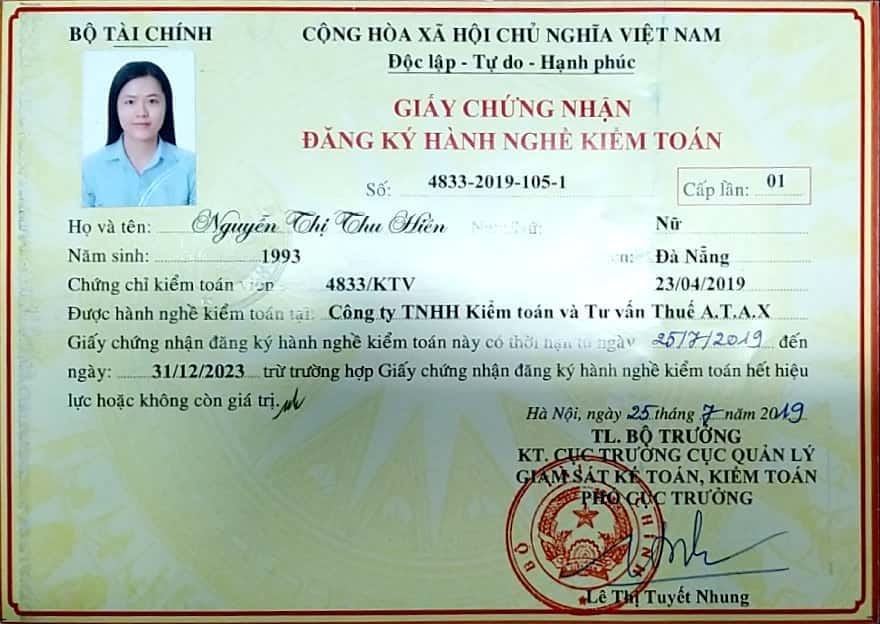 BỘ TÀI CHÍNH
CỘNG HÒA XÃ HỘI CHỦ NGHĨA VIỆT NAM
Độc lập - Tự do - Hạnh phúc
GIẤY CHỨNG NHẬN
ĐĂNG KÝ HÀNH NGHỀ KIỂM TOÁN
Số: 4833-2019-105-1
Cấp lần: 01
Họ và tên: Nguyễn Thị Thu Hiền Nữ
Năm sinh: 1993 Đà Nẵng
Chứng chỉ kiểm toán viên 4833/KTV 23/04/2019
Được hành nghề kiểm toán tại: Công ty TNHH Kiểm toán và Tư vấn Thuế A.T.A.X
Giấy chứng nhận đăng ký hành nghề kiểm toán này có thời hạn từ ngày 25/7/2019 đến
ngày: 31/12/2023 trừ trường hợp Giấy chứng nhận đăng ký hành nghề kiểm toán hết hiệu
lực hoặc không còn giá trị.
Hà Nội, ngày 25 tháng 7 năm 2019
TL. BỘ TRƯỞNG
KT. CỤC TRƯỞNG CỤC QUẢN LÝ
GIÁM SÁT KẾ TOÁN, KIỂM TOÁN
PHÓ CỤC TRƯỞNG
Lê Thị Tuyết Nhung